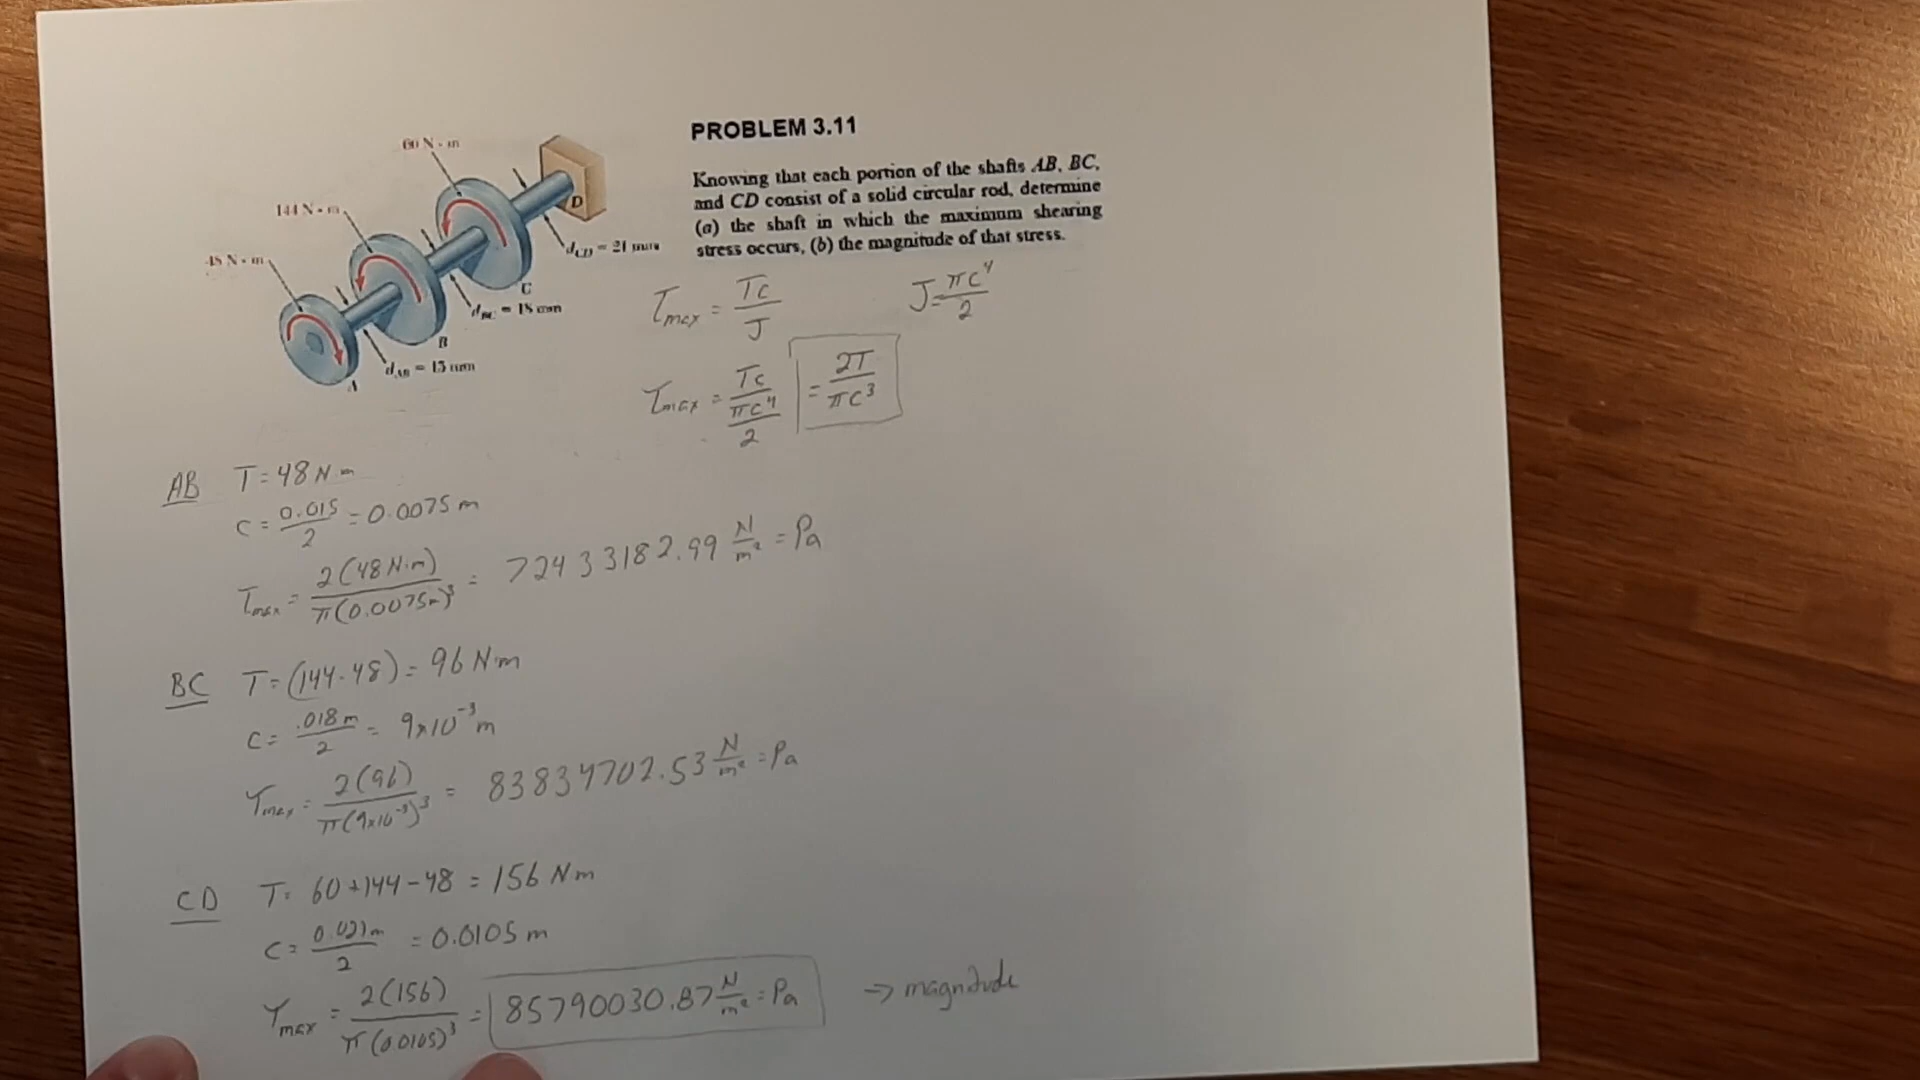 PROBLEM 3.11
Knowing that each portion of the shafts AB, BC,
and CD consist of a solid circular rod, determine
(a) the shaft in which the maximum shearing
stress occurs, (b) the magnitude of that stress.
60 N·m
144 N·m
48 N·m
D
d_CD = 21 mm
C
d_BC = 18 mm
B
d_AB = 15 mm
A
τmax = Tc/J
J = πc⁴/2
τmax = Tc/(πc⁴/2) = 2T/πc³
AB T = 48 N·m
c = 0.015/2 = 0.0075 m
τmax = 2(48 N·m)/π(0.0075m)³ = 72433182.99 N/m² = Pa
BC T = (144-48) = 96 N·m
c = .018 m/2 = 9x10⁻³ m
τmax = 2(96)/π(9x10⁻³)³ = 83834702.53 N/m² = Pa
CD T = 60+144-48 = 156 Nm
c = 0.021m/2 = 0.0105 m
τmax = 2(156)/π(0.0105)³ = 85790030.87 N/m² = Pa → magnitude